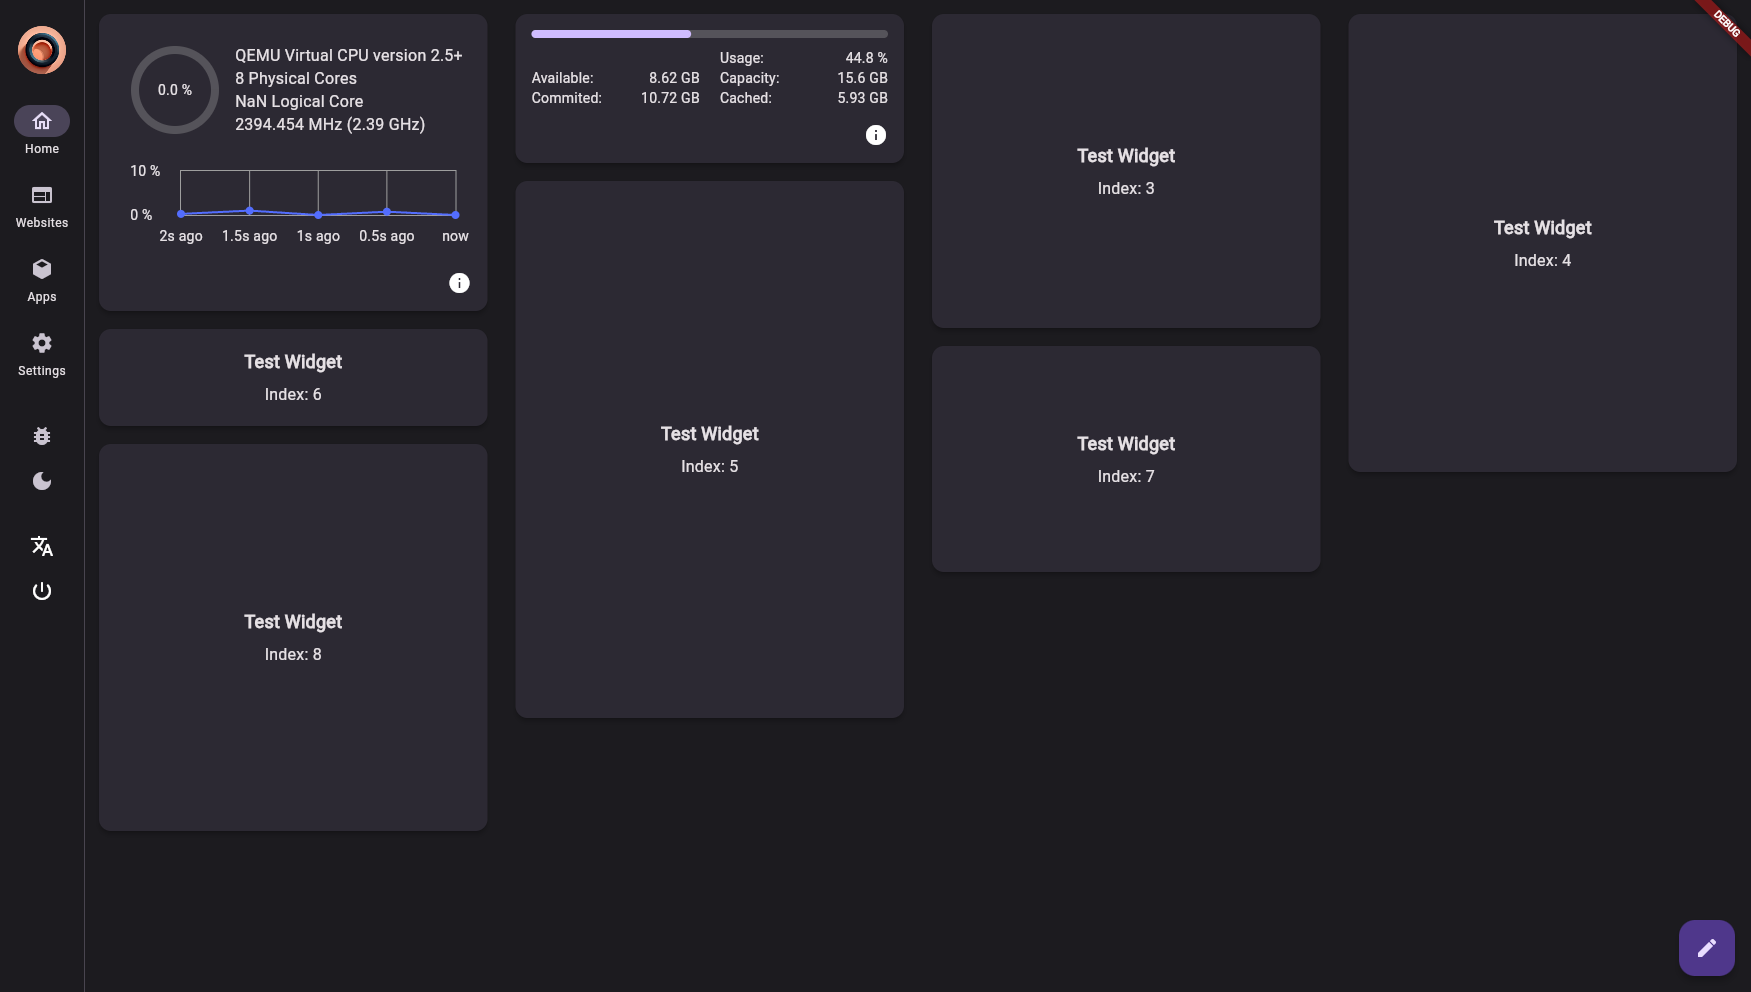 Home
Websites
Apps
Settings
0.0 %
QEMU Virtual CPU version 2.5+
8 Physical Cores
NaN Logical Core
2394.454 MHz (2.39 GHz)
10 %
0 %
2s ago 1.5s ago 1s ago 0.5s ago now
Test Widget
Index: 6
Test Widget
Index: 8
Usage: 44.8 %
Available: 8.62 GB Capacity: 15.6 GB
Commited: 10.72 GB Cached: 5.93 GB
Test Widget
Index: 5
Test Widget
Index: 3
Test Widget
Index: 7
Test Widget
Index: 4
DEBUG